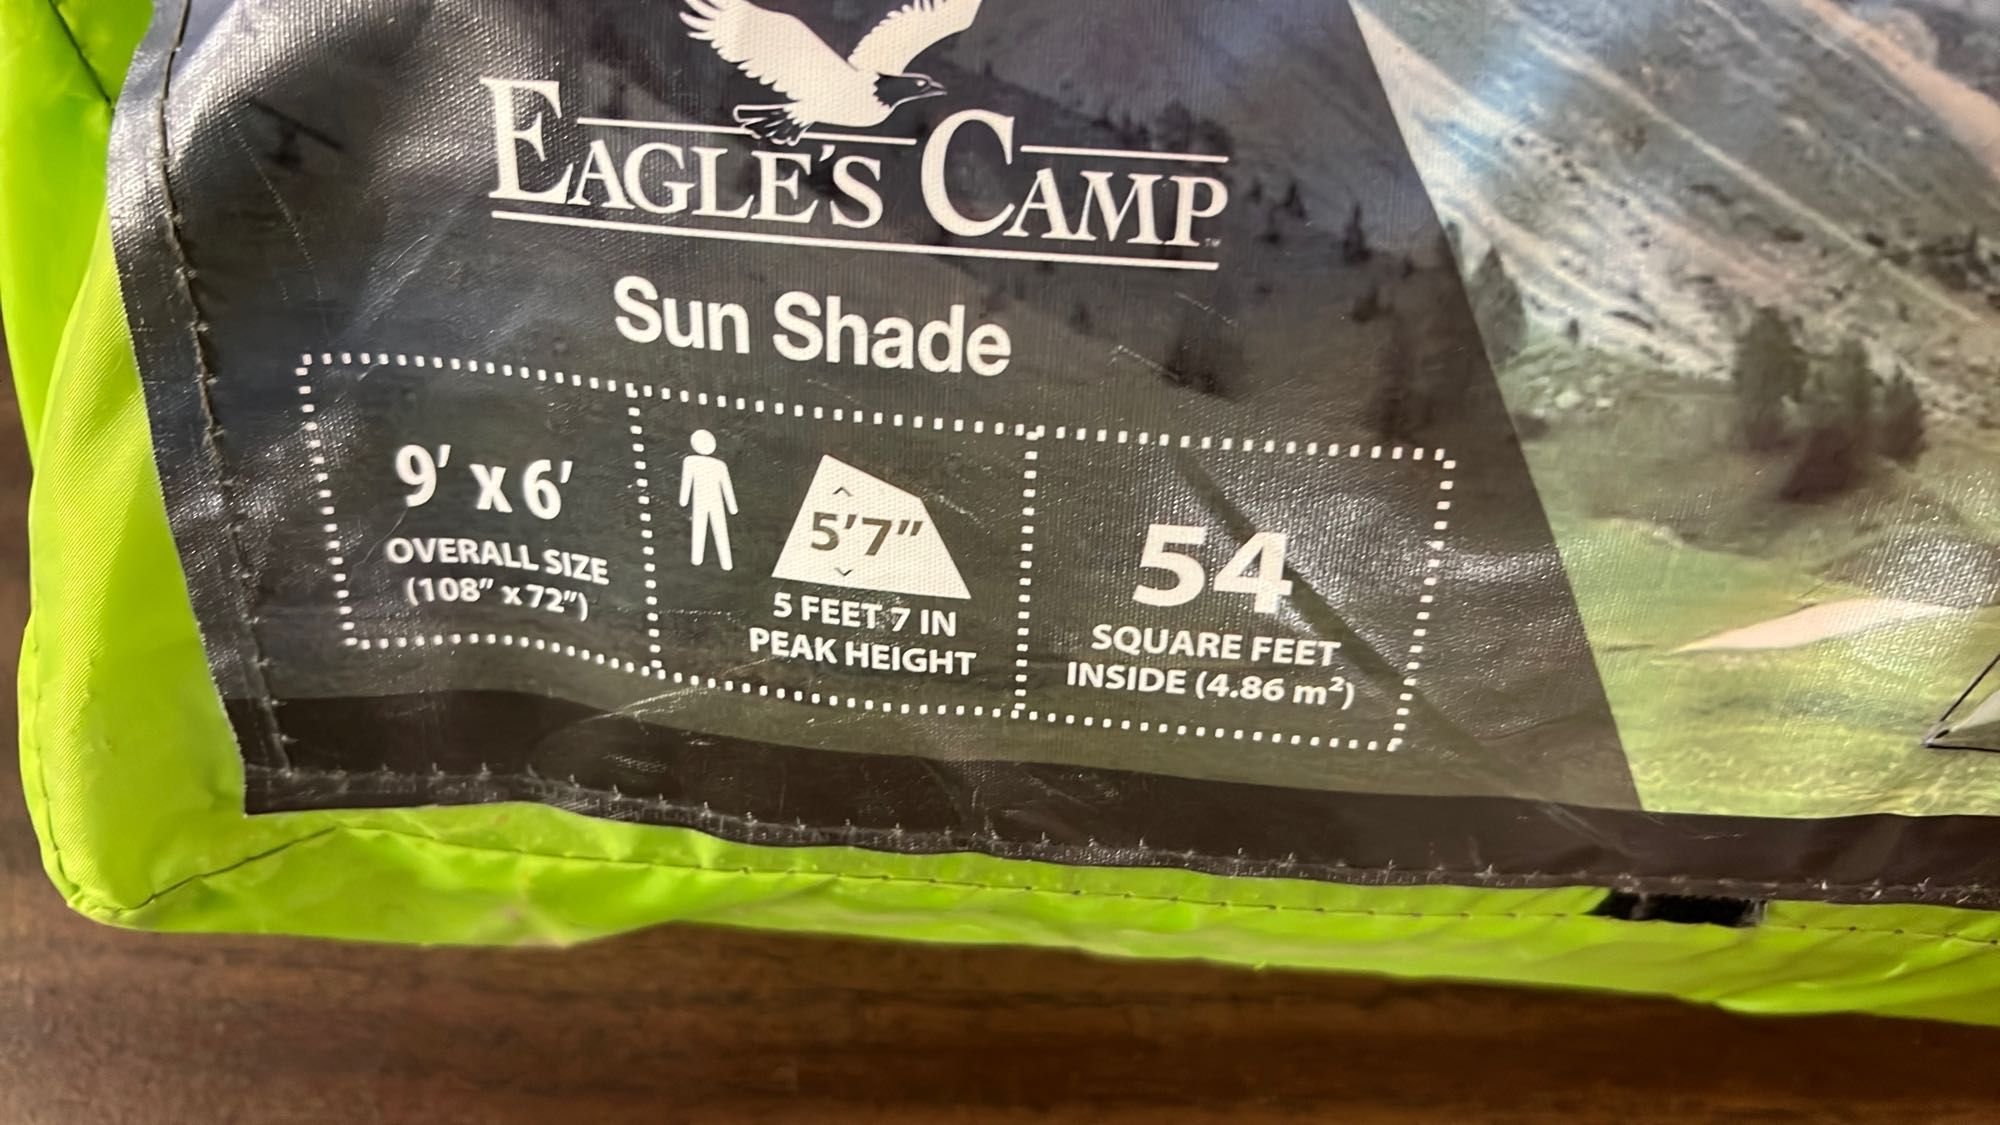 EAGLE'S CAMP™
Sun Shade
9' x 6'
OVERALL SIZE
(108" x 72")
5'7"
5 FEET 7 IN
PEAK HEIGHT
54
SQUARE FEET
INSIDE (4.86 m²)